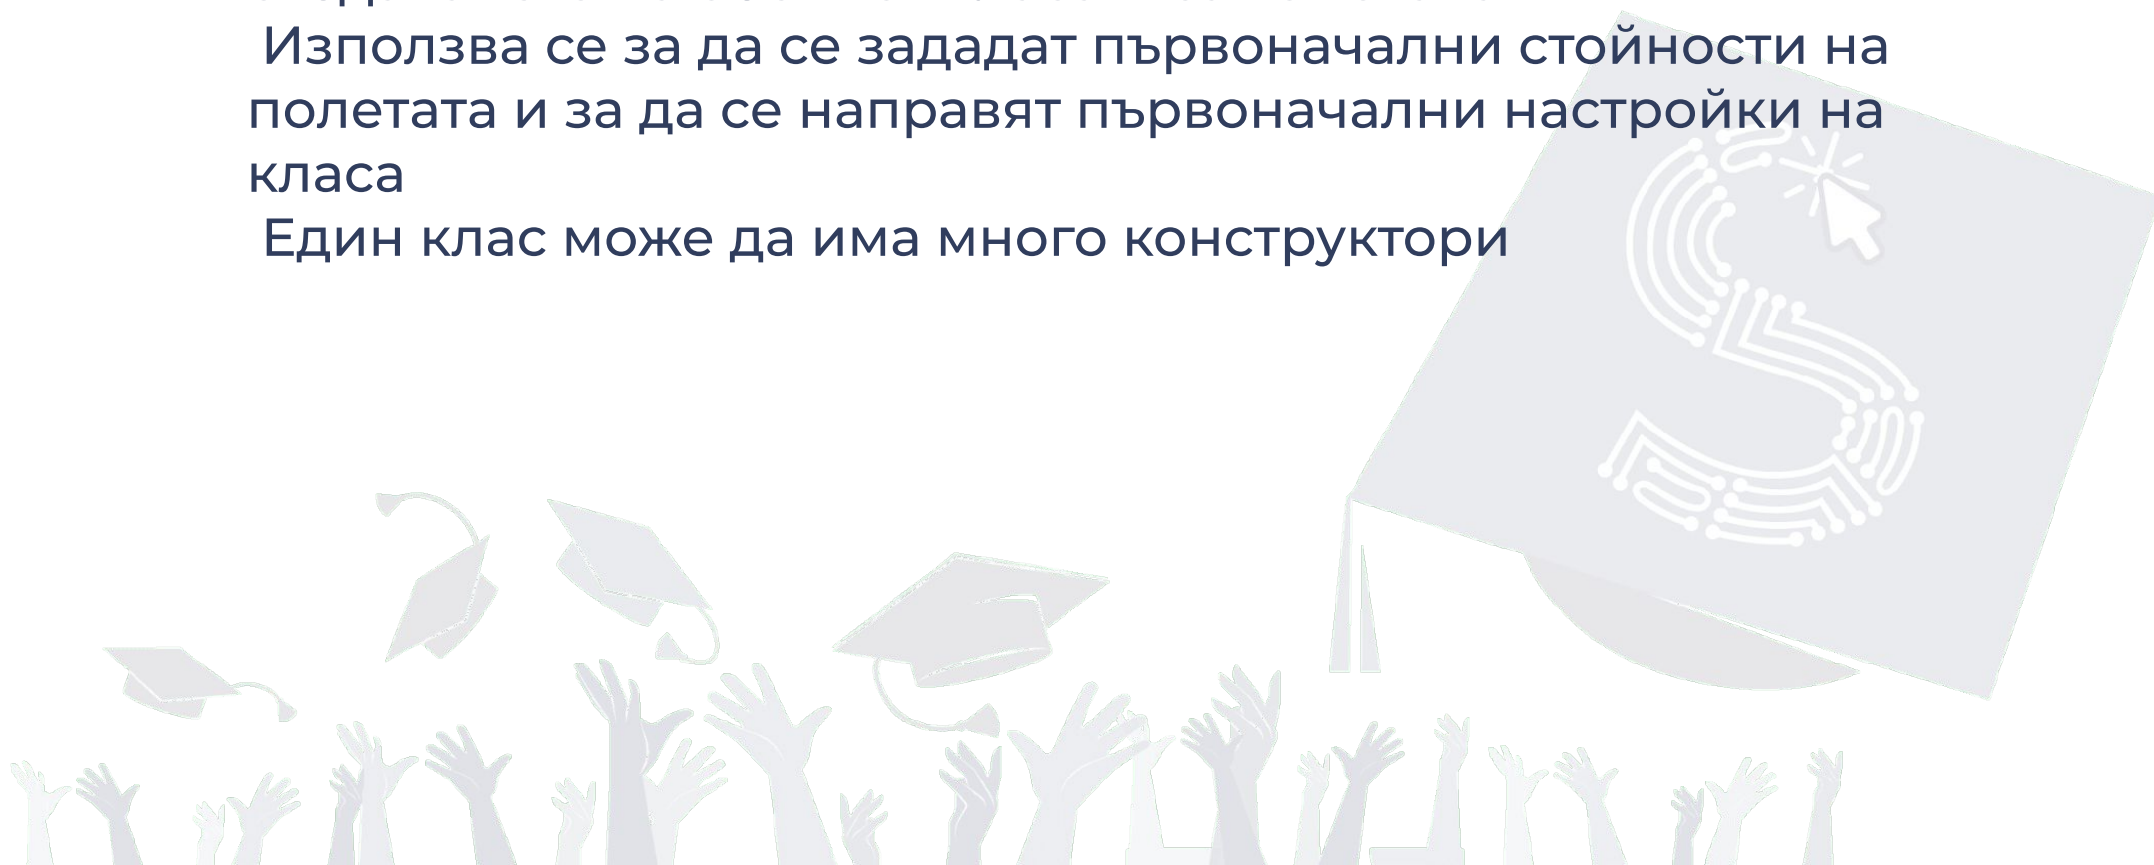 Използва се за да се зададат първоначални стойности на
полетата и за да се направят първоначални настройки на
класа
Един клас може да има много конструктори